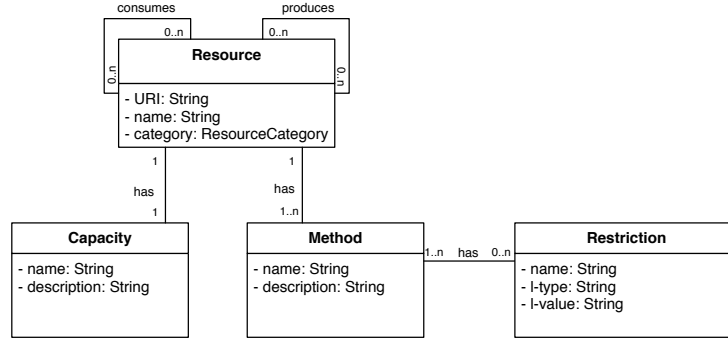 consumes
produces
0..n
0..n
Resource
0..n
0..n
- URI: String
- name: String
- category: ResourceCategory
1
1
has
has
1
1..n
Capacity
Method
Restriction
1..n
has
0..n
- name: String
- description: String
- name: String
- description: String
- name: String
- l-type: String
- l-value: String